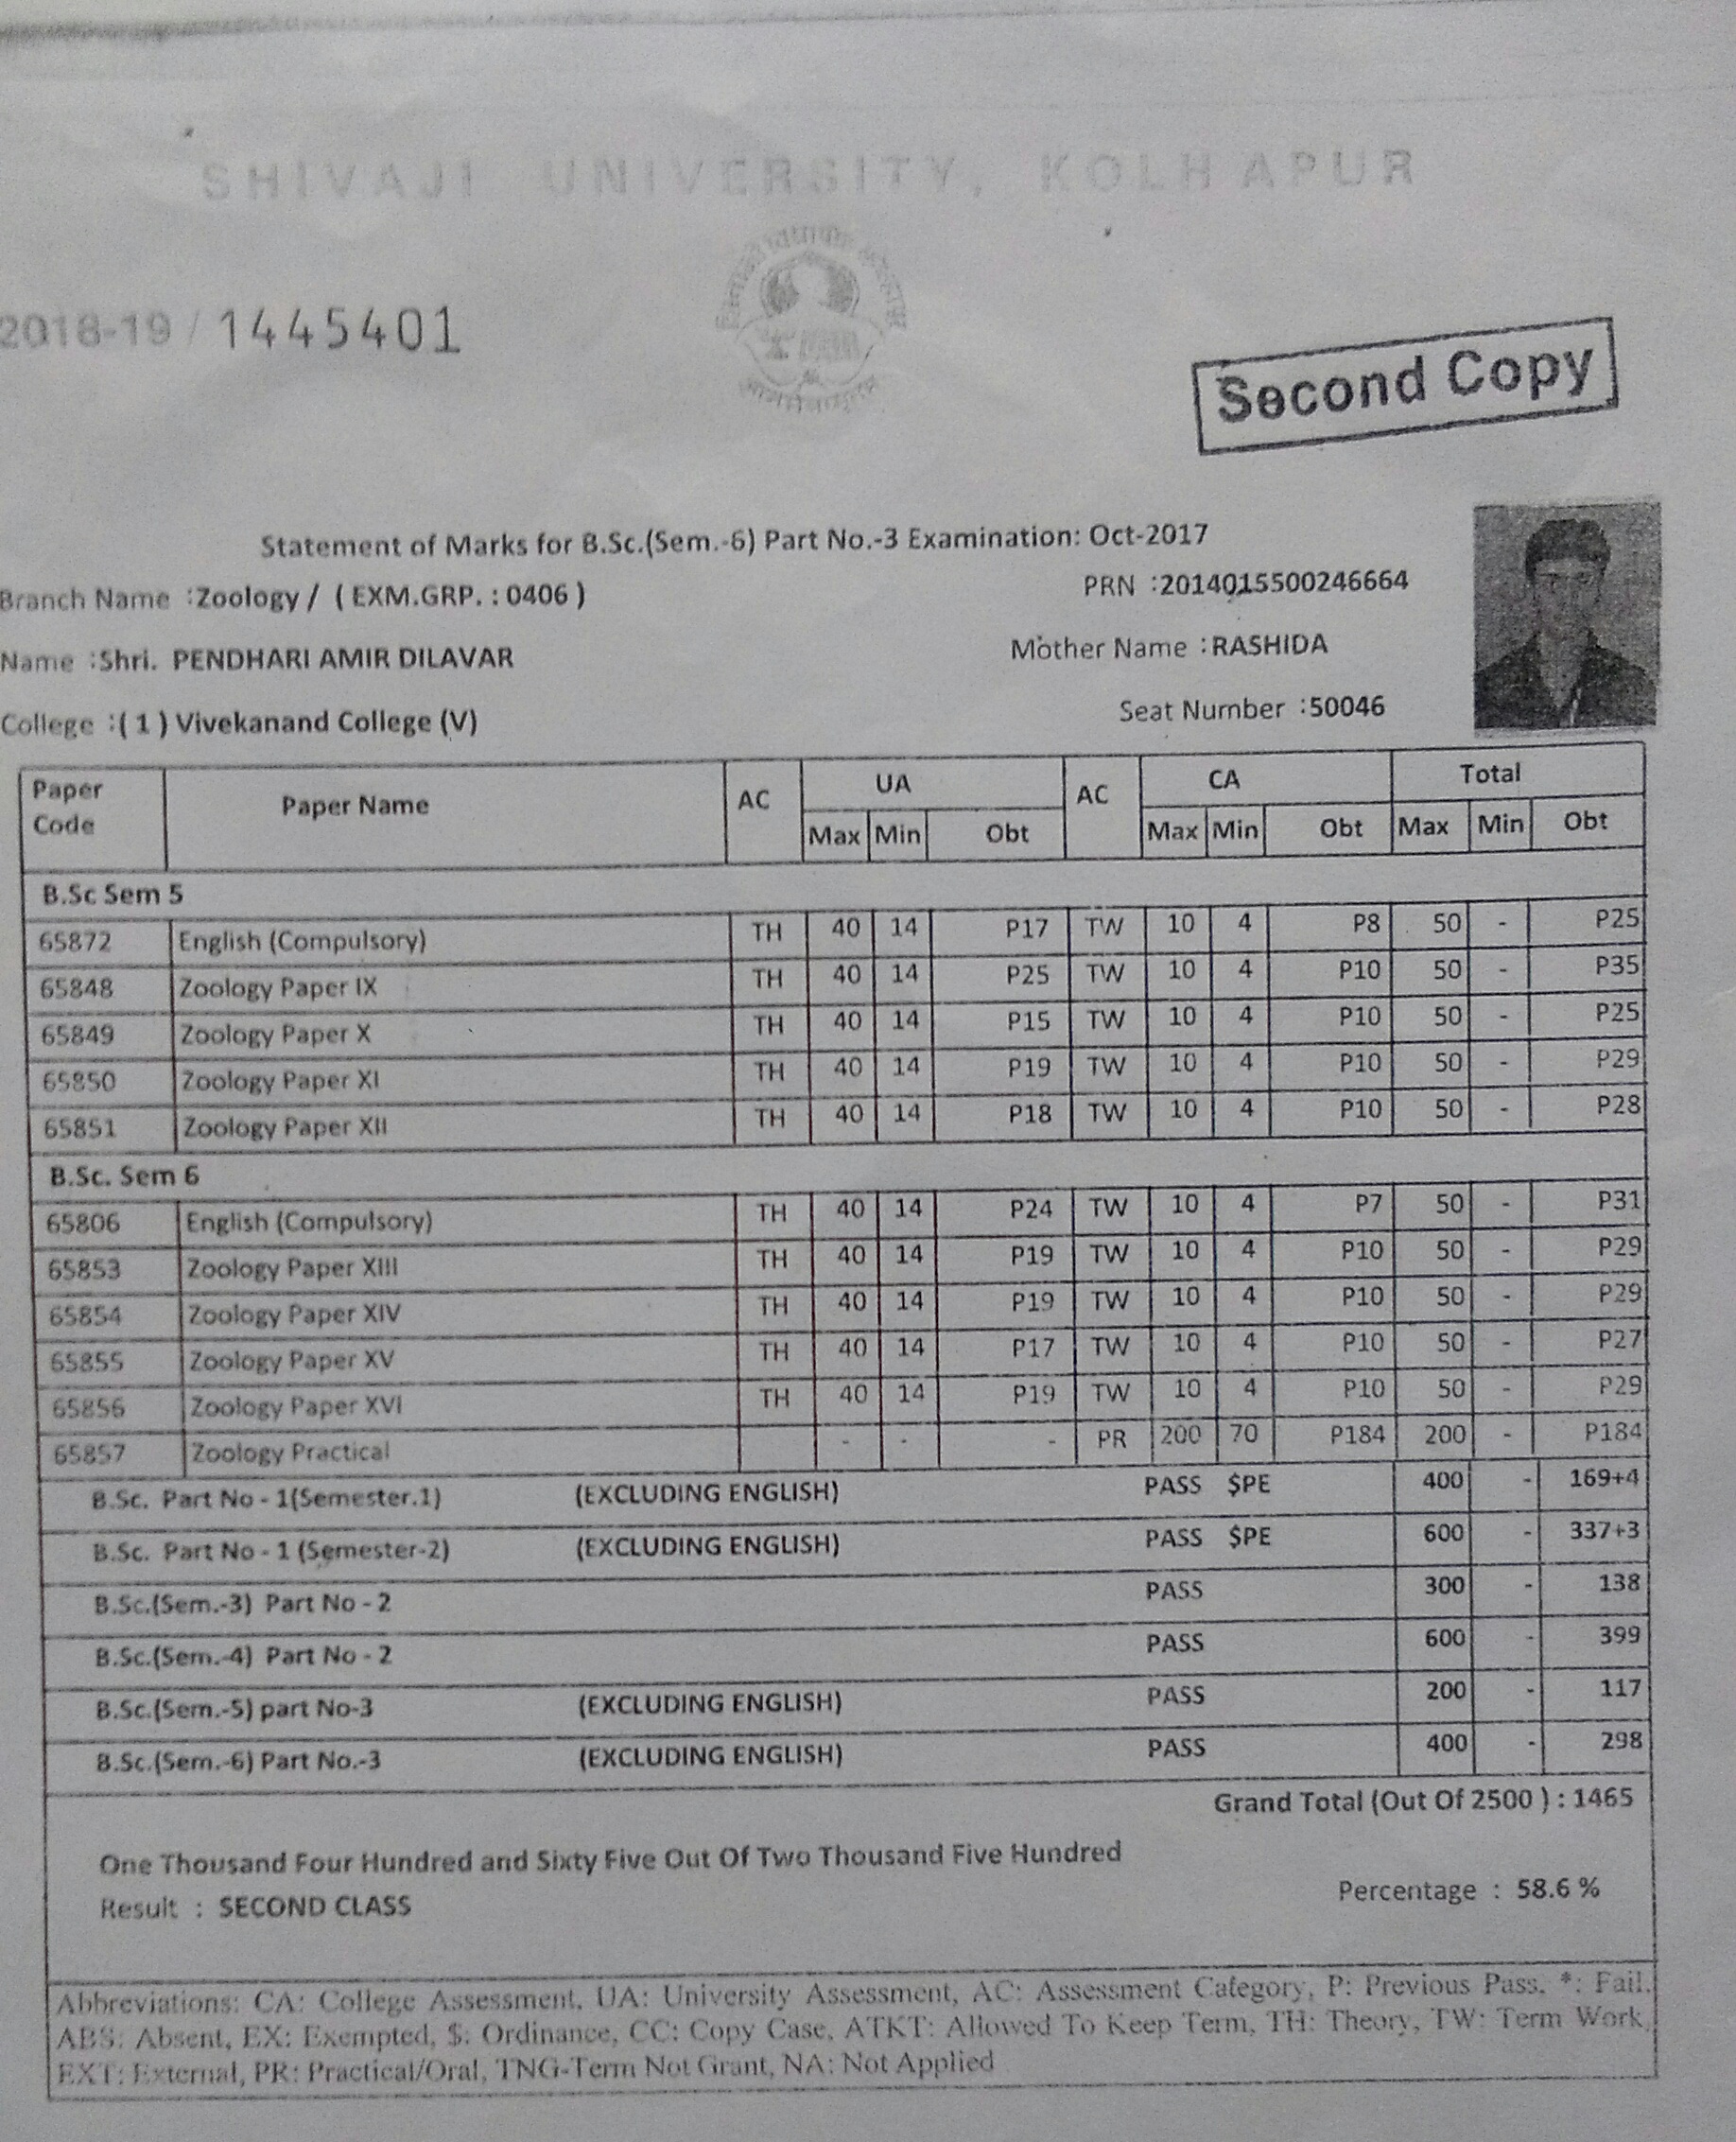 SHIVAJI UNIVERSITY, KOLHAPUR
2018-19 / 1445401
Second Copy
Statement of Marks for B.Sc.(Sem.-6) Part No.-3 Examination: Oct-2017
Branch Name :Zoology / ( EXM.GRP. : 0406 ) PRN :2014015500246664
Name :Shri. PENDHARI AMIR DILAVAR Mother Name :RASHIDA
College :( 1 ) Vivekanand College (V) Seat Number :50046
Paper Code Paper Name AC UA AC CA Total
Max Min Obt Max Min Obt Max Min Obt
B.Sc Sem 5
65872 English (Compulsory) TH 40 14 P17 TW 10 4 P8 50 - P25
65848 Zoology Paper IX TH 40 14 P25 TW 10 4 P10 50 - P35
65849 Zoology Paper X TH 40 14 P15 TW 10 4 P10 50 - P25
65850 Zoology Paper XI TH 40 14 P19 TW 10 4 P10 50 - P29
65851 Zoology Paper XII TH 40 14 P18 TW 10 4 P10 50 - P28
B.Sc. Sem 6
65806 English (Compulsory) TH 40 14 P24 TW 10 4 P7 50 - P31
65853 Zoology Paper XIII TH 40 14 P19 TW 10 4 P10 50 - P29
65854 Zoology Paper XIV TH 40 14 P19 TW 10 4 P10 50 - P29
65855 Zoology Paper XV TH 40 14 P17 TW 10 4 P10 50 - P27
65856 Zoology Paper XVI TH 40 14 P19 TW 10 4 P10 50 - P29
65857 Zoology Practical - - - PR 200 70 P184 200 - P184
B.Sc. Part No - 1(Semester.1) (EXCLUDING ENGLISH) PASS $PE 400 - 169+4
B.Sc. Part No - 1 (Semester-2) (EXCLUDING ENGLISH) PASS $PE 600 - 337+3
B.Sc.(Sem.-3) Part No - 2 PASS 300 - 138
B.Sc.(Sem.-4) Part No - 2 PASS 600 - 399
B.Sc.(Sem.-5) part No-3 (EXCLUDING ENGLISH) PASS 200 - 117
B.Sc.(Sem.-6) Part No.-3 (EXCLUDING ENGLISH) PASS 400 - 298
Grand Total (Out Of 2500 ) : 1465
One Thousand Four Hundred and Sixty Five Out Of Two Thousand Five Hundred
Result : SECOND CLASS Percentage : 58.6 %
Abbreviations: CA: College Assessment, UA: University Assessment, AC: Assessment Category, P: Previous Pass, *: Fail,
ABS: Absent, EX: Exempted, $: Ordinance, CC: Copy Case, ATKT: Allowed To Keep Term, TH: Theory, TW: Term Work,
EXT: External, PR: Practical/Oral, TNG-Term Not Grant, NA: Not Applied